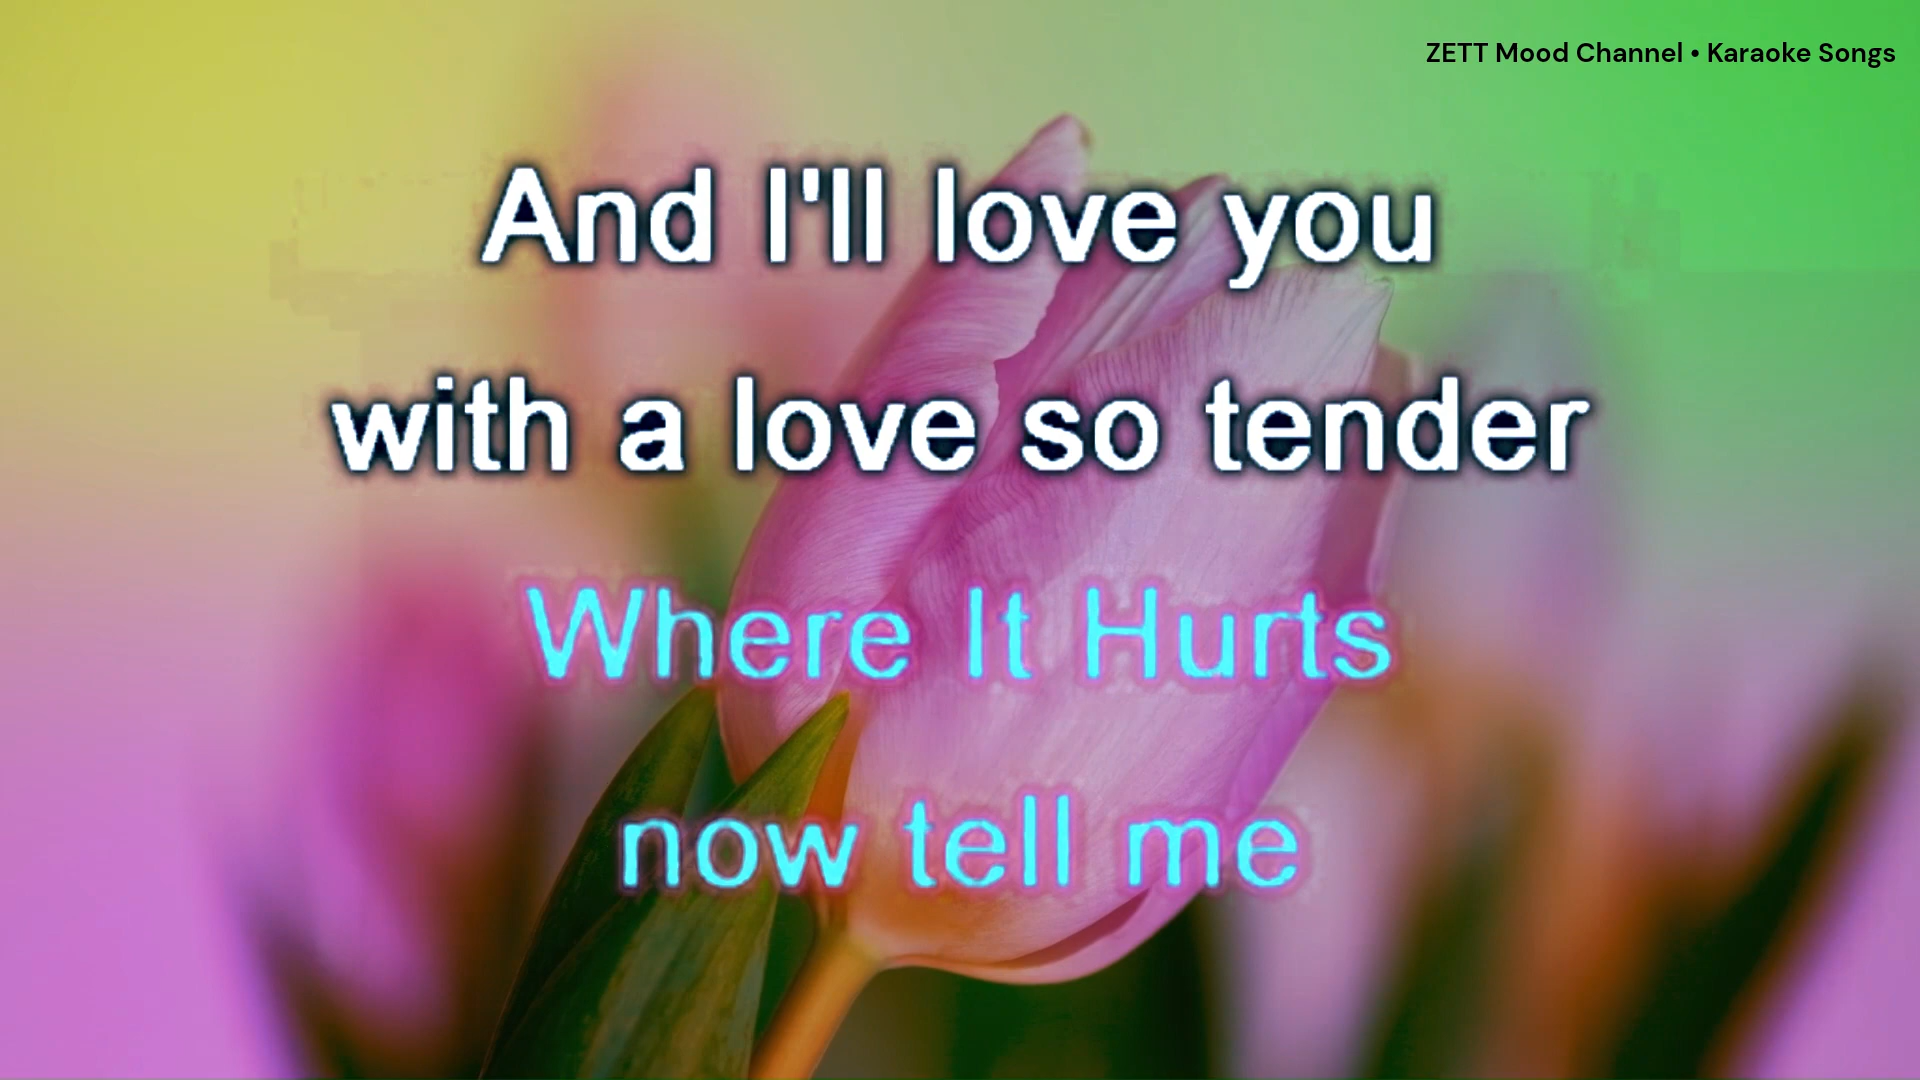 ZETT Mood Channel • Karaoke Songs
And I'll love you
with a love so tender
Where It Hurts
now tell me